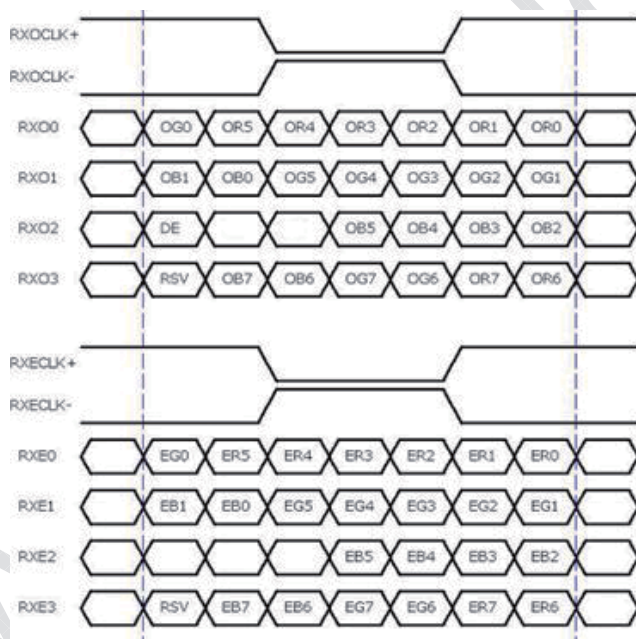 RXOCLK+
RXOCLK-
RXO0 OG0 OR5 OR4 OR3 OR2 OR1 OR0
RXO1 OB1 OB0 OG5 OG4 OG3 OG2 OG1
RXO2 DE OB5 OB4 OB3 OB2
RXO3 RSV OB7 OB6 OG7 OG6 OR7 OR6
RXECLK+
RXECLK-
RXE0 EG0 ER5 ER4 ER3 ER2 ER1 ER0
RXE1 EB1 EB0 EG5 EG4 EG3 EG2 EG1
RXE2 EB5 EB4 EB3 EB2
RXE3 RSV EB7 EB6 EG7 EG6 ER7 ER6